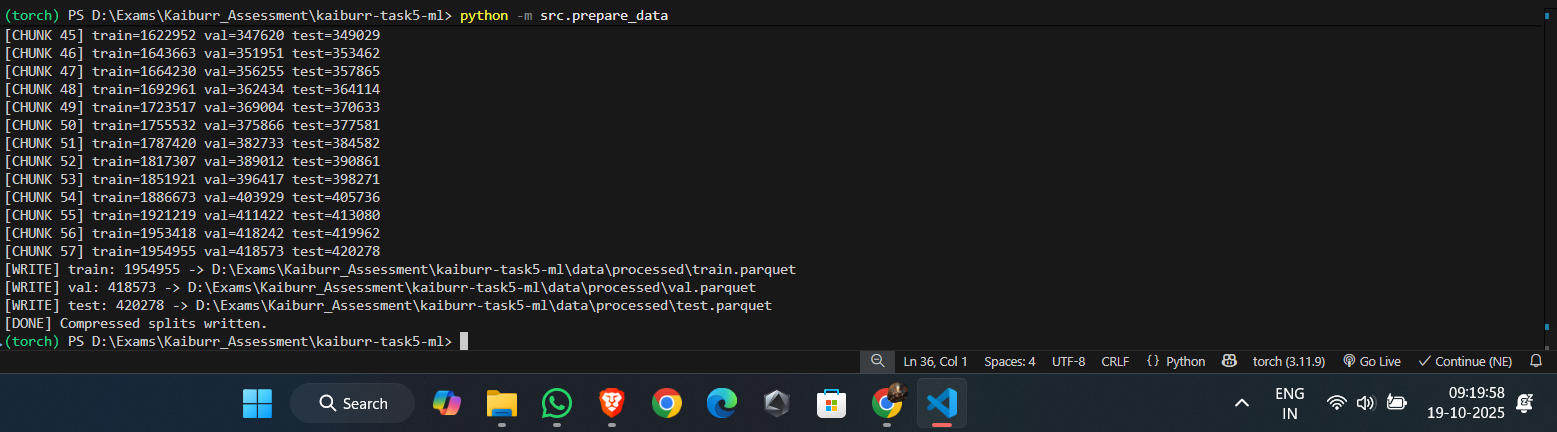 (torch) PS D:\Exams\Kaiburr_Assessment\kaiburr-task5-ml> python -m src.prepare_data
[CHUNK 45] train=1622952 val=347620 test=349029
[CHUNK 46] train=1643663 val=351951 test=353462
[CHUNK 47] train=1664230 val=356255 test=357865
[CHUNK 48] train=1692961 val=362434 test=364114
[CHUNK 49] train=1723517 val=369004 test=370633
[CHUNK 50] train=1755532 val=375866 test=377581
[CHUNK 51] train=1787420 val=382733 test=384582
[CHUNK 52] train=1817307 val=389012 test=390861
[CHUNK 53] train=1851921 val=396417 test=398271
[CHUNK 54] train=1886673 val=403929 test=405736
[CHUNK 55] train=1921219 val=411422 test=413080
[CHUNK 56] train=1953418 val=418242 test=419962
[CHUNK 57] train=1954955 val=418573 test=420278
[WRITE] train: 1954955 -> D:\Exams\Kaiburr_Assessment\kaiburr-task5-ml\data\processed\train.parquet
[WRITE] val: 418573 -> D:\Exams\Kaiburr_Assessment\kaiburr-task5-ml\data\processed\val.parquet
[WRITE] test: 420278 -> D:\Exams\Kaiburr_Assessment\kaiburr-task5-ml\data\processed\test.parquet
[DONE] Compressed splits written.
(torch) PS D:\Exams\Kaiburr_Assessment\kaiburr-task5-ml>
Ln 36, Col 1 Spaces: 4 UTF-8 CRLF {} Python torch (3.11.9) Go Live Continue (NE)
Search ENG IN 09:19:58 19-10-2025